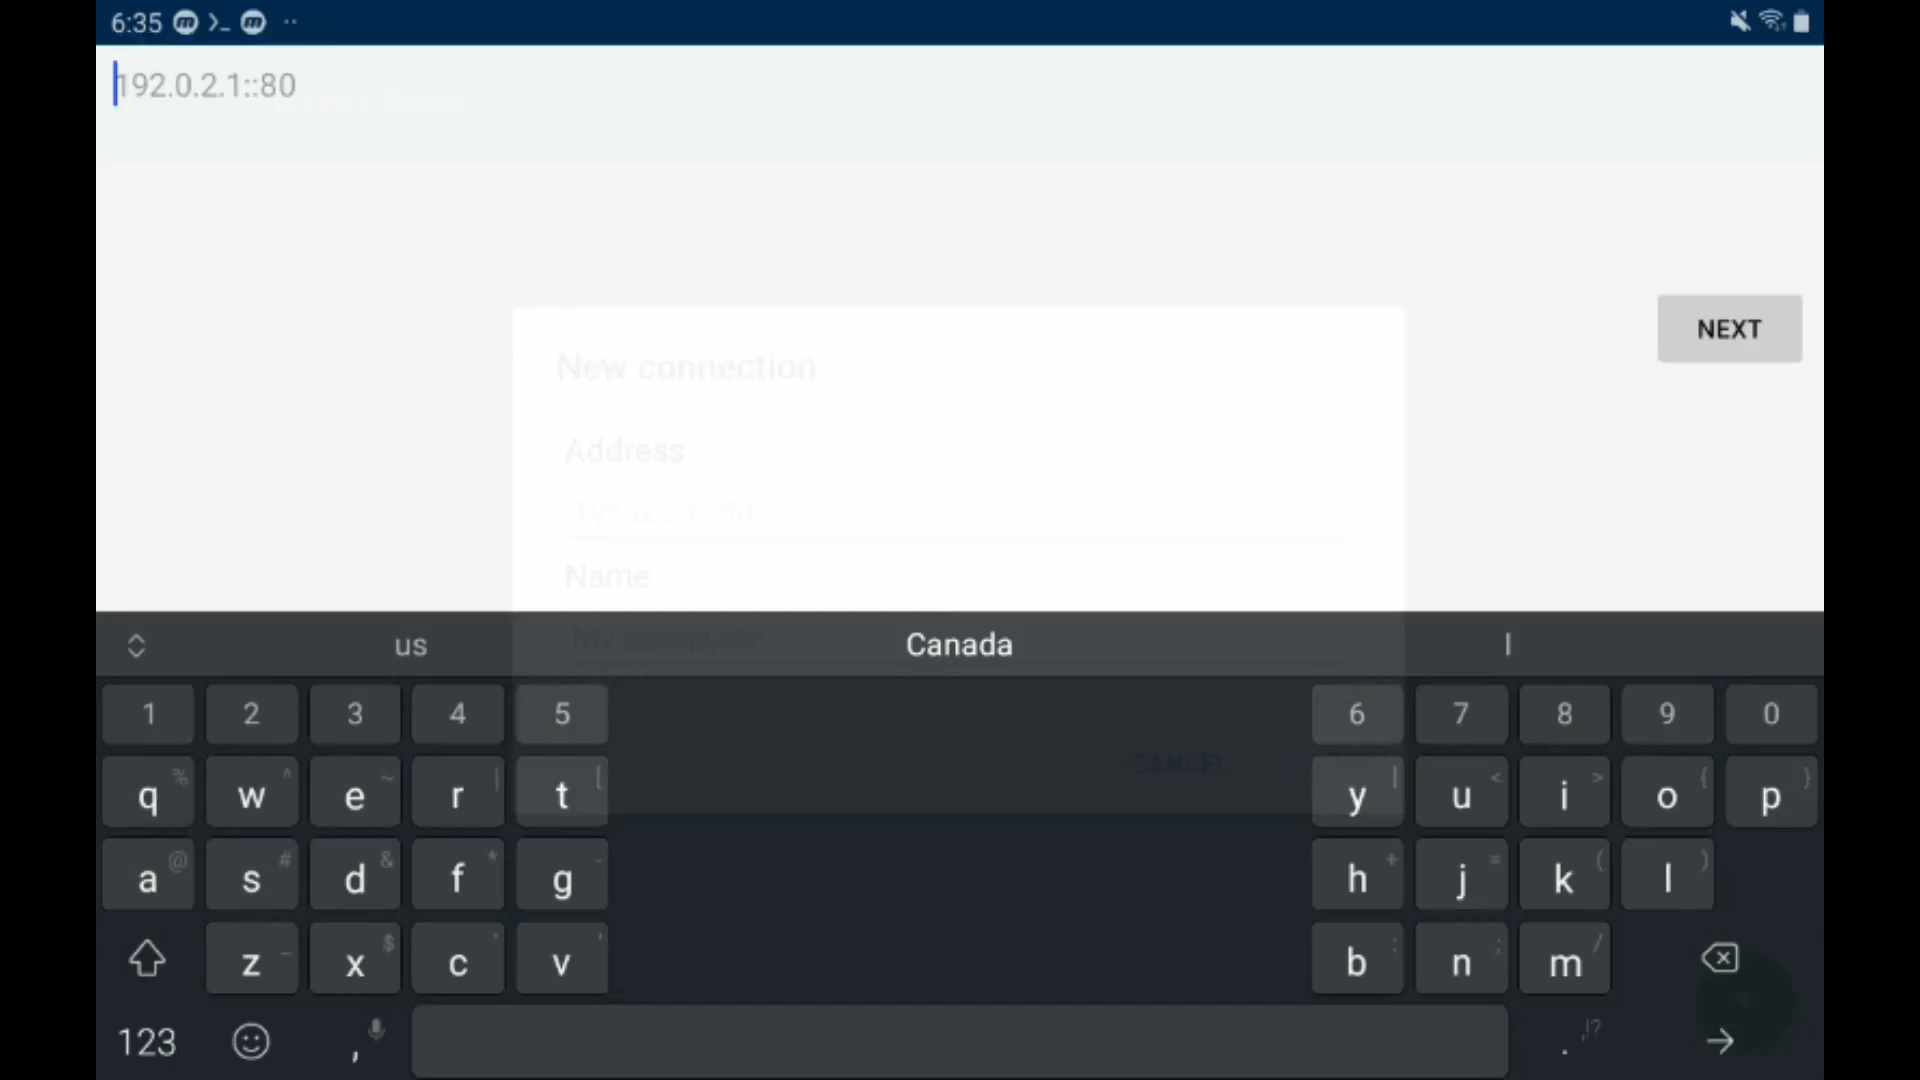 6:35
192.0.2.1::80
NEXT
New connection
Address
Name
us Canada I
1 2 3 4 5 6 7 8 9 0
q % w ^ e ~ r | t [ y ] u < i > o { p }
a @ s # d & f * g - h + j = k ( l )
z _ x $ c " v ' b : n ; m /
CANCEL
123 , . ,!?